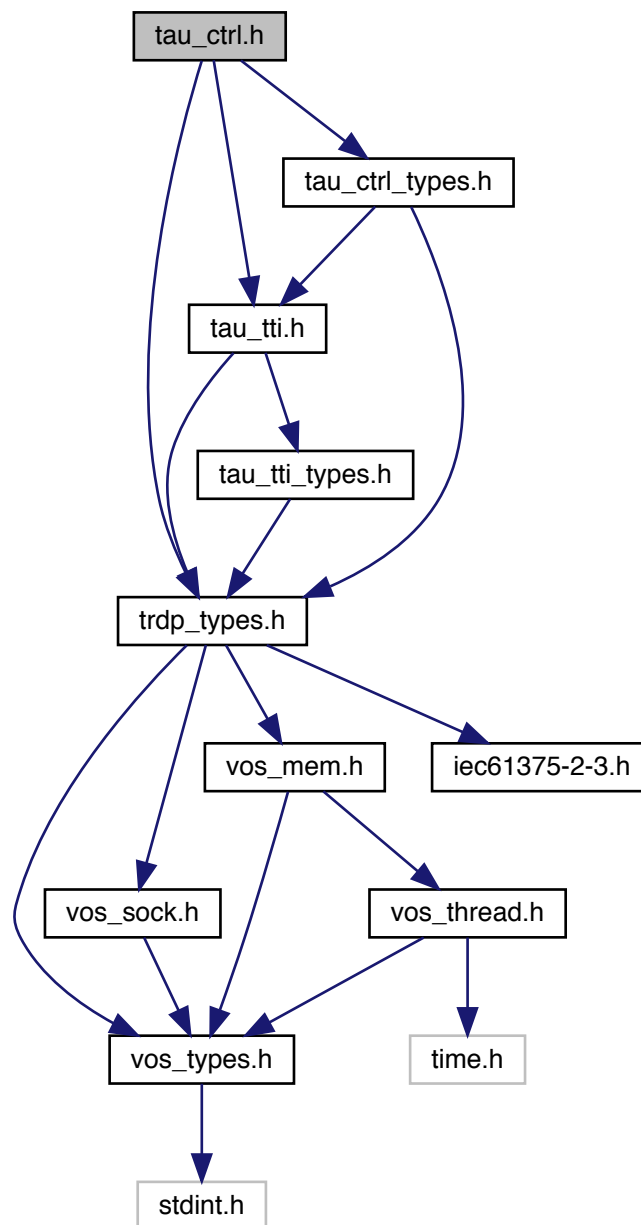 tau_ctrl.h
tau_ctrl_types.h
tau_tti.h
tau_tti_types.h
trdp_types.h
vos_mem.h
iec61375-2-3.h
vos_sock.h
vos_thread.h
vos_types.h
time.h
stdint.h